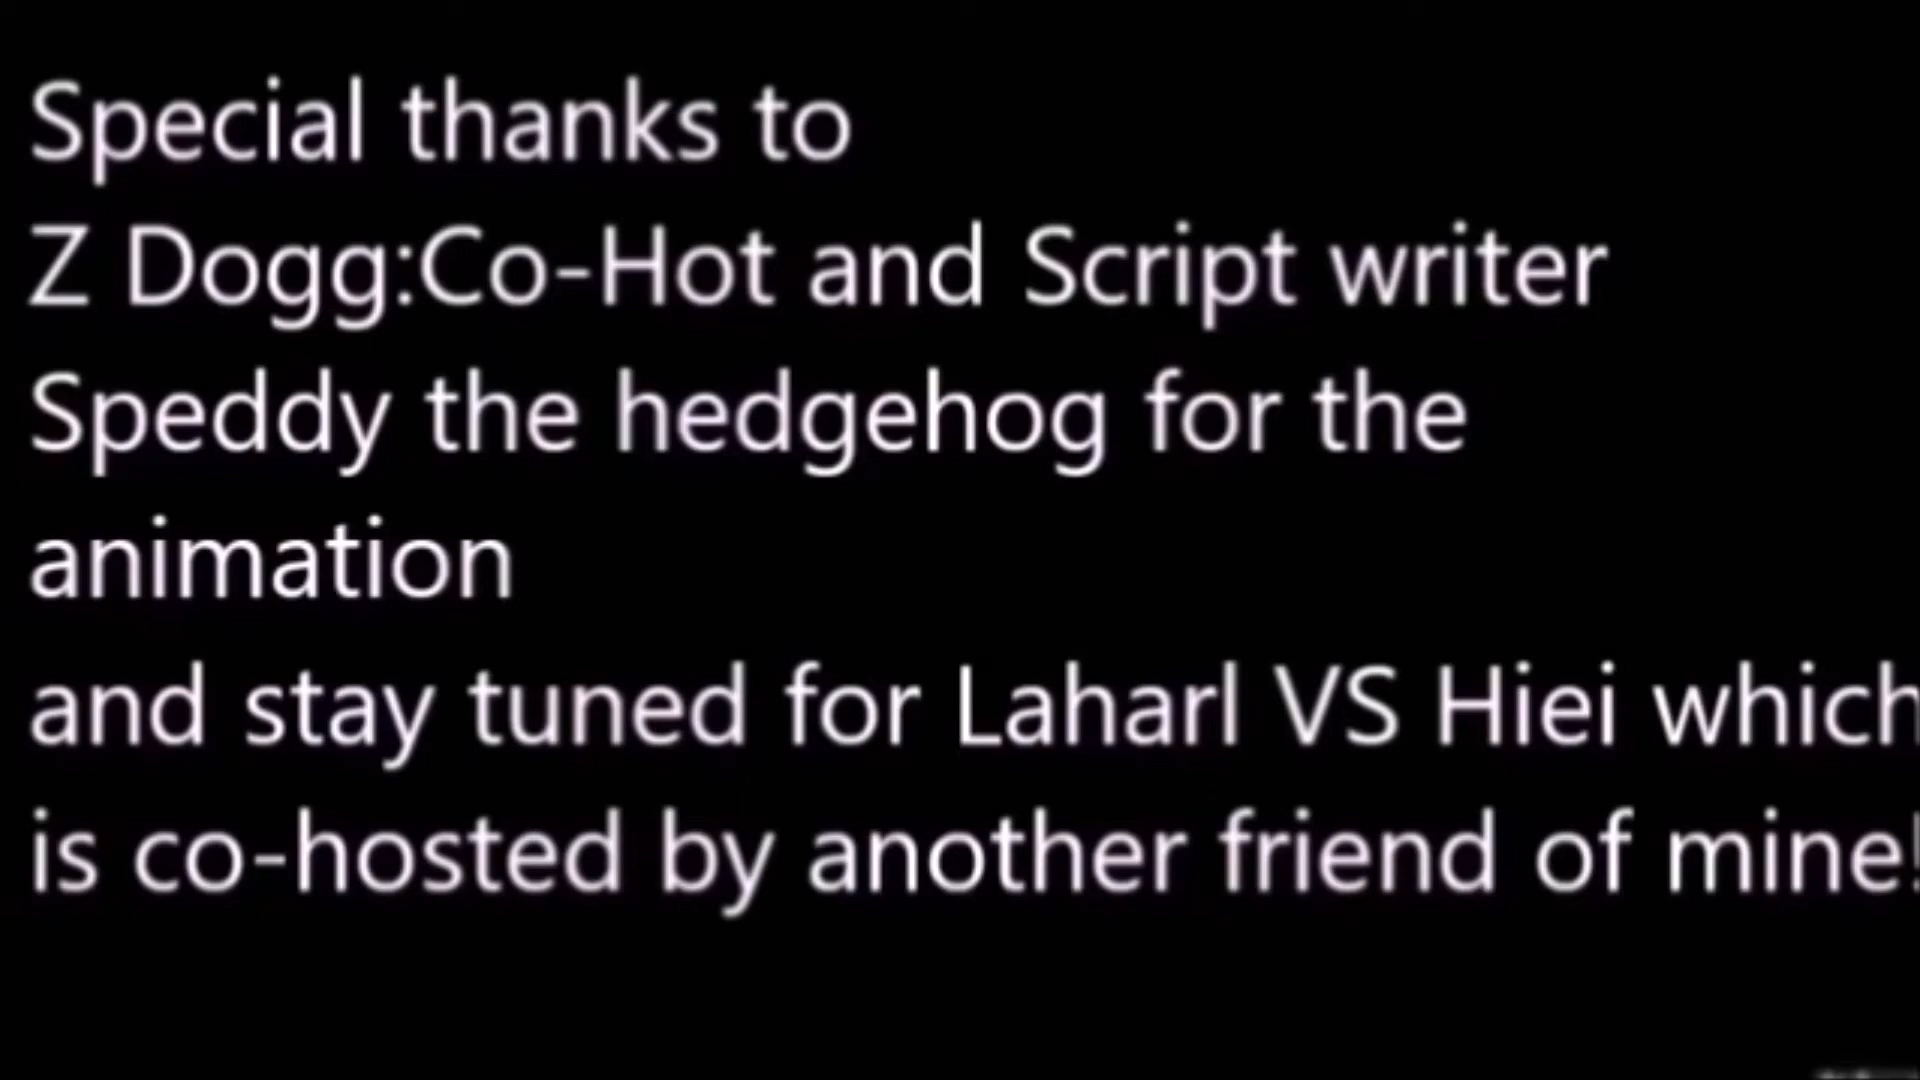 Special thanks to
Z Dogg:Co-Hot and Script writer
Speddy the hedgehog for the
animation
and stay tuned for Laharl VS Hiei which
is co-hosted by another friend of mine!